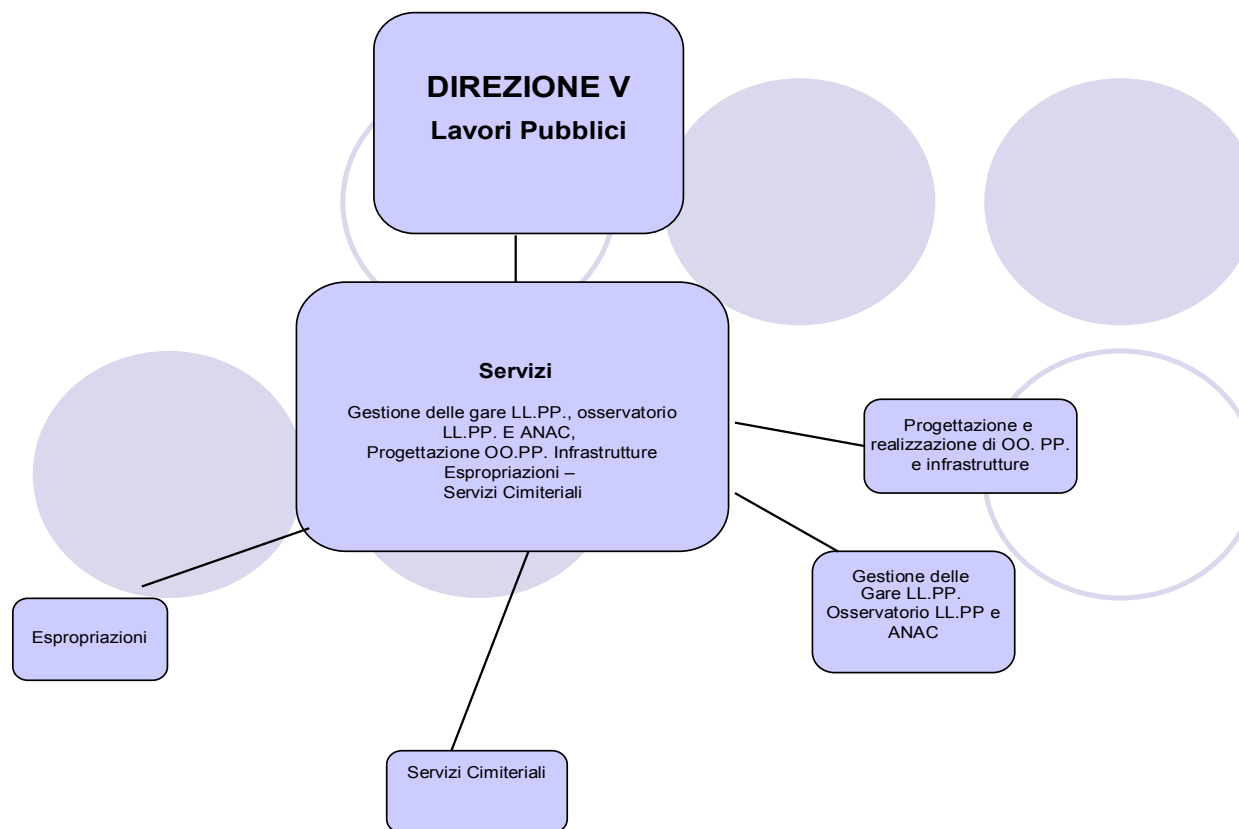 DIREZIONE V
Lavori Pubblici
Servizi
Gestione delle gare LL.PP., osservatorio
LL.PP. E ANAC,
Progettazione OO.PP. Infrastrutture
Espropriazioni –
Servizi Cimiteriali
Progettazione e
realizzazione di OO. PP.
e infrastrutture
Gestione delle
Gare LL.PP.
Osservatorio LL.PP e
ANAC
Espropriazioni
Servizi Cimiteriali